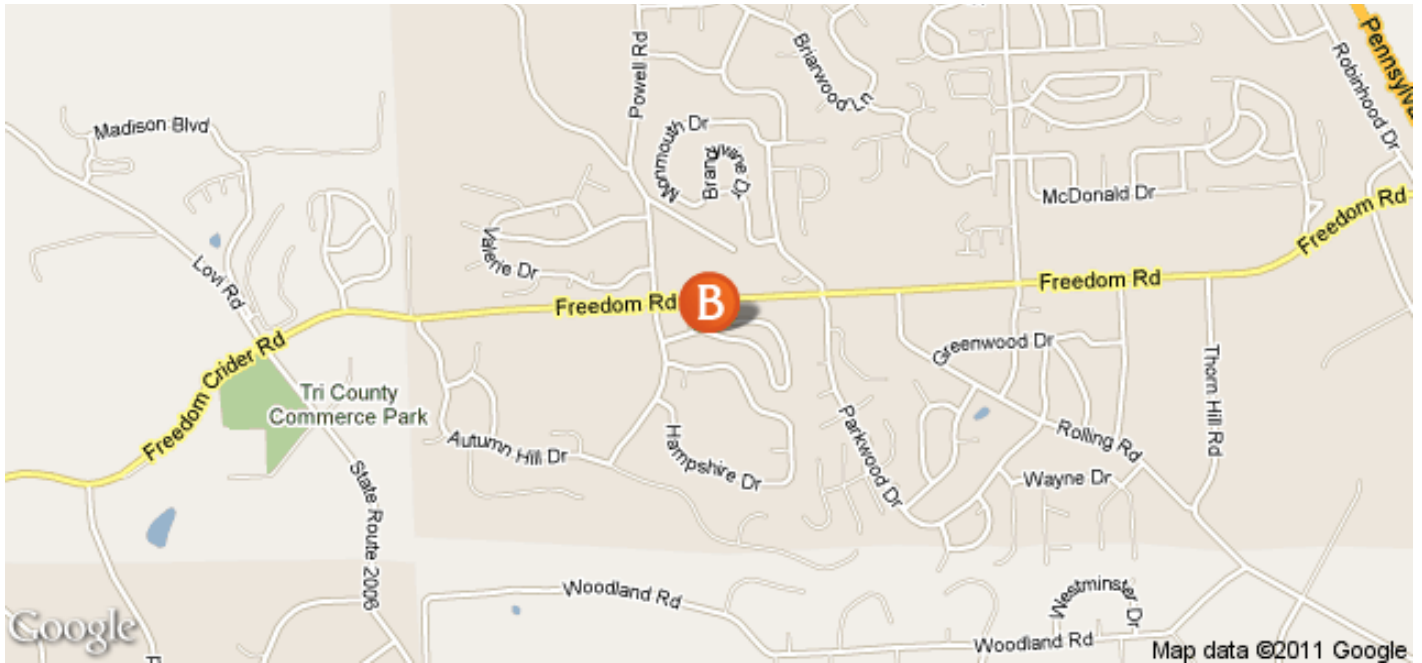 Pennsylva
Robinhood Dr
Powell Rd
Briarwood Ln
Madison Blvd
Monmouth Dr
Brand
wine Dr
McDonald Dr
Freedom Rd
Valerie Dr
Lovi Rd
Freedom Rd
B
Freedom Rd
Freedom Crider Rd
Greenwood Dr
Thorn Hill Rd
Tri County
Commerce Park
Parkwood Dr
Rolling Rd
Autumn Hill Dr
Hampshire Dr
Wayne Dr
State Route 2006
Woodland Rd
Westminster Dr
Google
Woodland Rd
Map data ©2011 Google